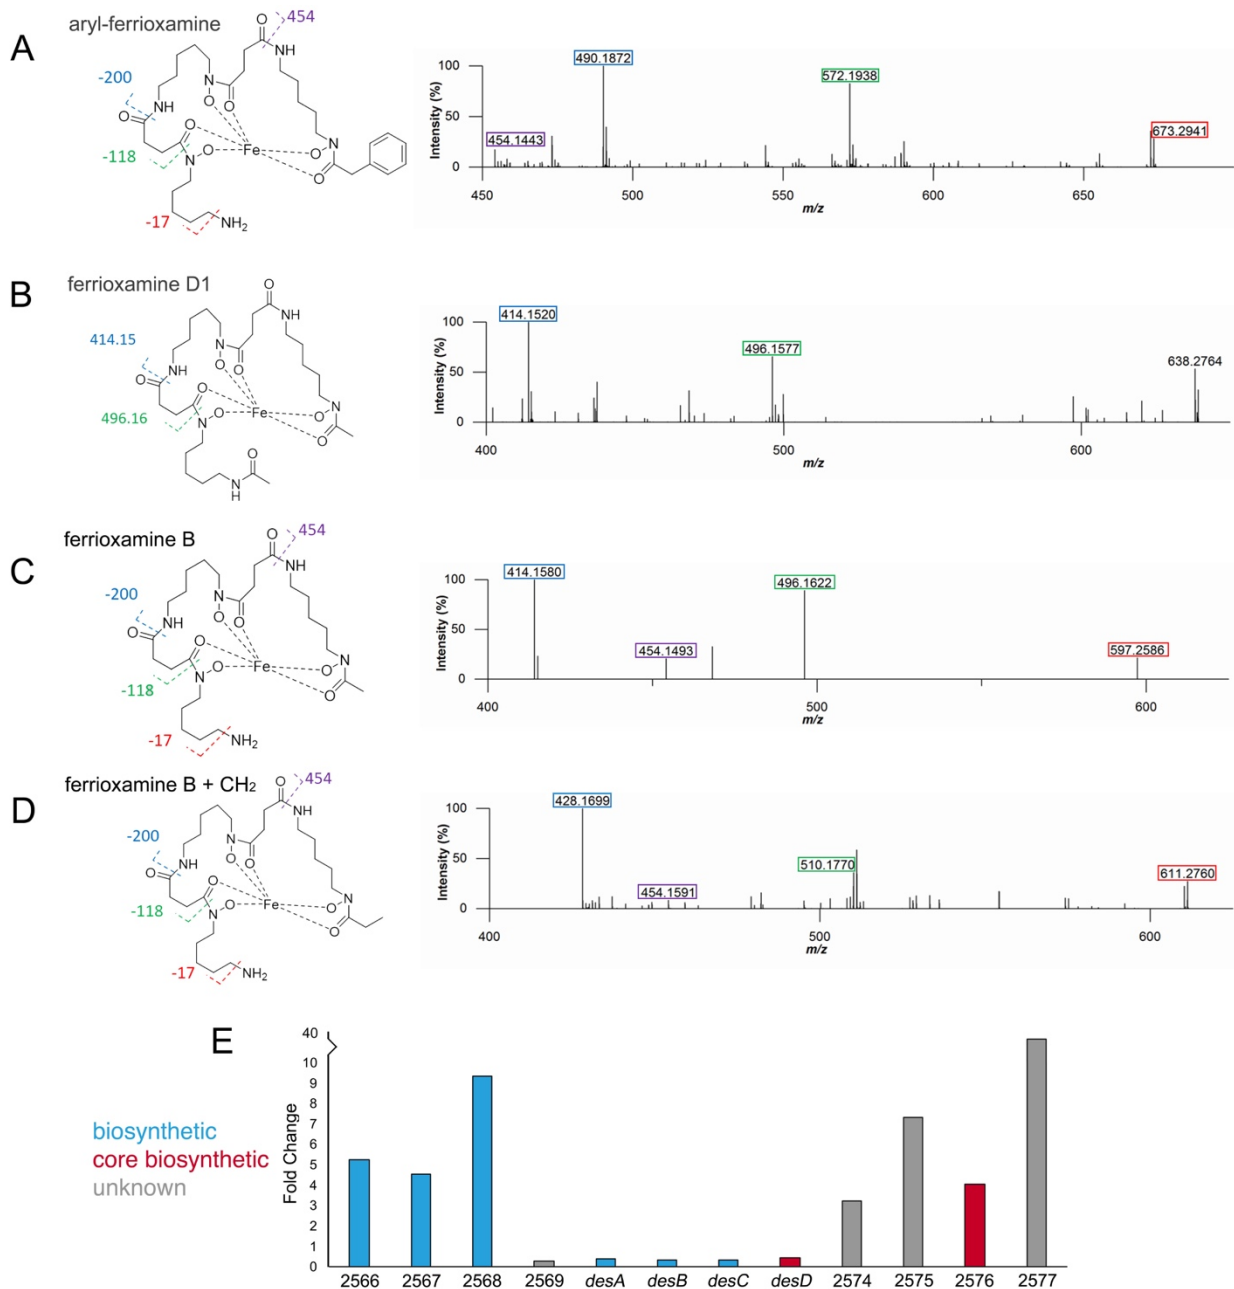 A
aryl-ferrioxamine
454
-200
-118
-17
O
NH
N
O
O
NH
O
O
N
O
Fe
O
N
O
NH2
Intensity (%)
100
50
0
454.1443
490.1872
572.1938
673.2941
450
500
550
600
650
m/z
B
ferrioxamine D1
414.15
496.16
O
NH
N
O
O
NH
O
O
N
O
Fe
O
N
O
O
N
H
Intensity (%)
100
50
0
414.1520
496.1577
638.2764
400
500
600
m/z
C
ferrioxamine B
454
-200
-118
-17
O
NH
N
O
O
NH
O
O
N
O
Fe
O
N
O
NH2
Intensity (%)
100
50
0
414.1580
454.1493
496.1622
597.2586
400
500
600
m/z
D
ferrioxamine B + CH2
454
-200
-118
-17
O
NH
N
O
O
NH
O
O
N
O
Fe
O
N
O
NH2
Intensity (%)
100
50
0
428.1699
454.1591
510.1770
611.2760
400
500
600
m/z
E
biosynthetic
core biosynthetic
unknown
Fold Change
40
10
9
8
7
6
5
4
3
2
1
0
2566 2567 2568 2569 desA desB desC desD 2574 2575 2576 2577